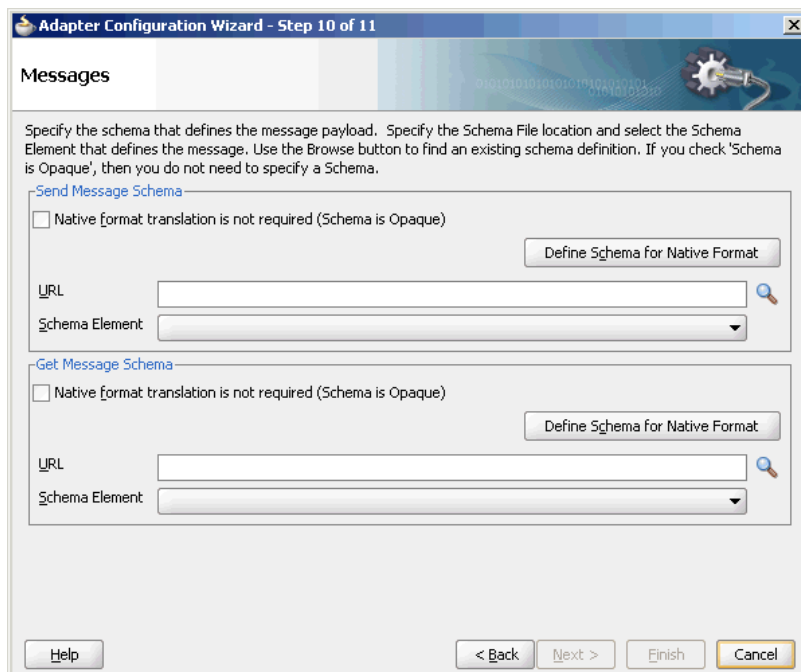 Adapter Configuration Wizard - Step 10 of 11
Messages
Specify the schema that defines the message payload.  Specify the Schema File location and select the Schema
Element that defines the message. Use the Browse button to find an existing schema definition. If you check 'Schema
is Opaque', then you do not need to specify a Schema.
Send Message Schema
Native format translation is not required (Schema is Opaque)
Define Schema for Native Format
URL
Schema Element
Get Message Schema
Native format translation is not required (Schema is Opaque)
Define Schema for Native Format
URL
Schema Element
Help
< Back
Next >
Finish
Cancel